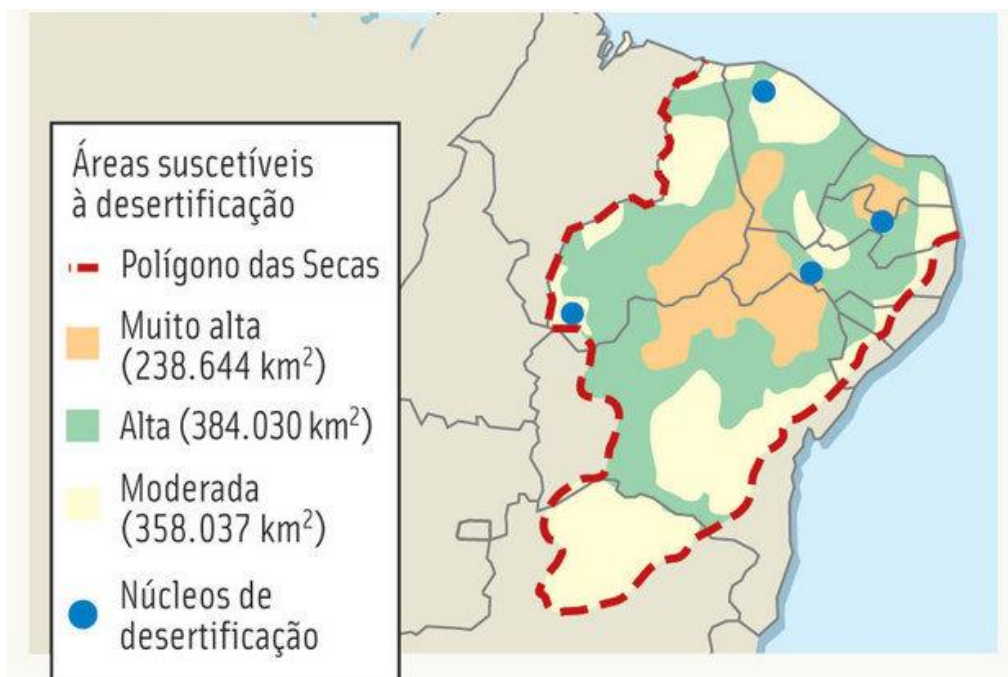 Áreas suscetíveis
à desertificação
Polígono das Secas
Muito alta
(238.644 km²)
Alta (384.030 km²)
Moderada
(358.037 km²)
Núcleos de
desertificação